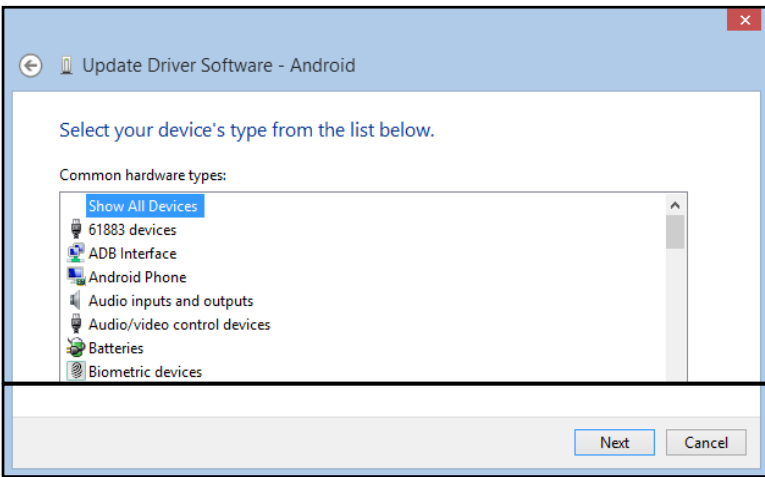 Update Driver Software - Android
Select your device's type from the list below.
Common hardware types:
Show All Devices
61883 devices
ADB Interface
Android Phone
Audio inputs and outputs
Audio/video control devices
Batteries
Biometric devices
Next Cancel